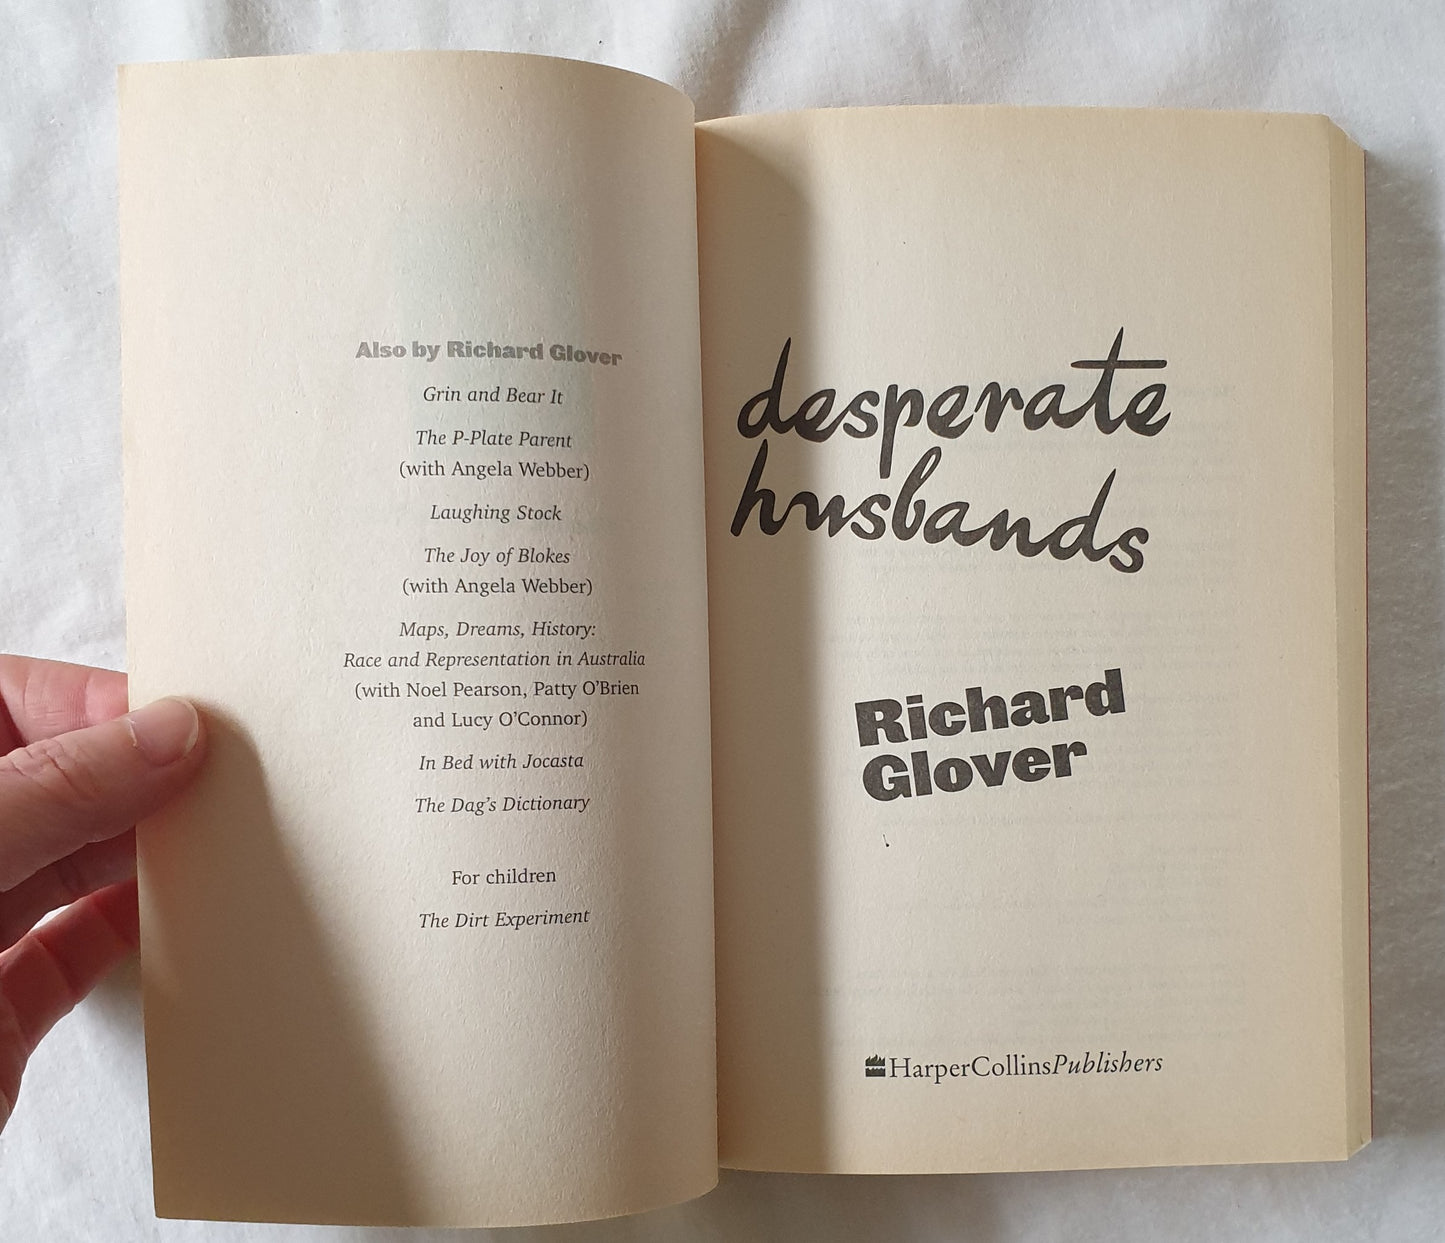 Also by Richard Glover
Grin and Bear It
The P-Plate Parent
(with Angela Webber)
Laughing Stock
The Joy of Blokes
(with Angela Webber)
Maps, Dreams, History:
Race and Representation in Australia
(with Noel Pearson, Patty O'Brien
and Lucy O'Connor)
In Bed with Jocasta
The Dag's Dictionary
For children
The Dirt Experiment
desperate
husbands
Richard
Glover
HarperCollinsPublishers